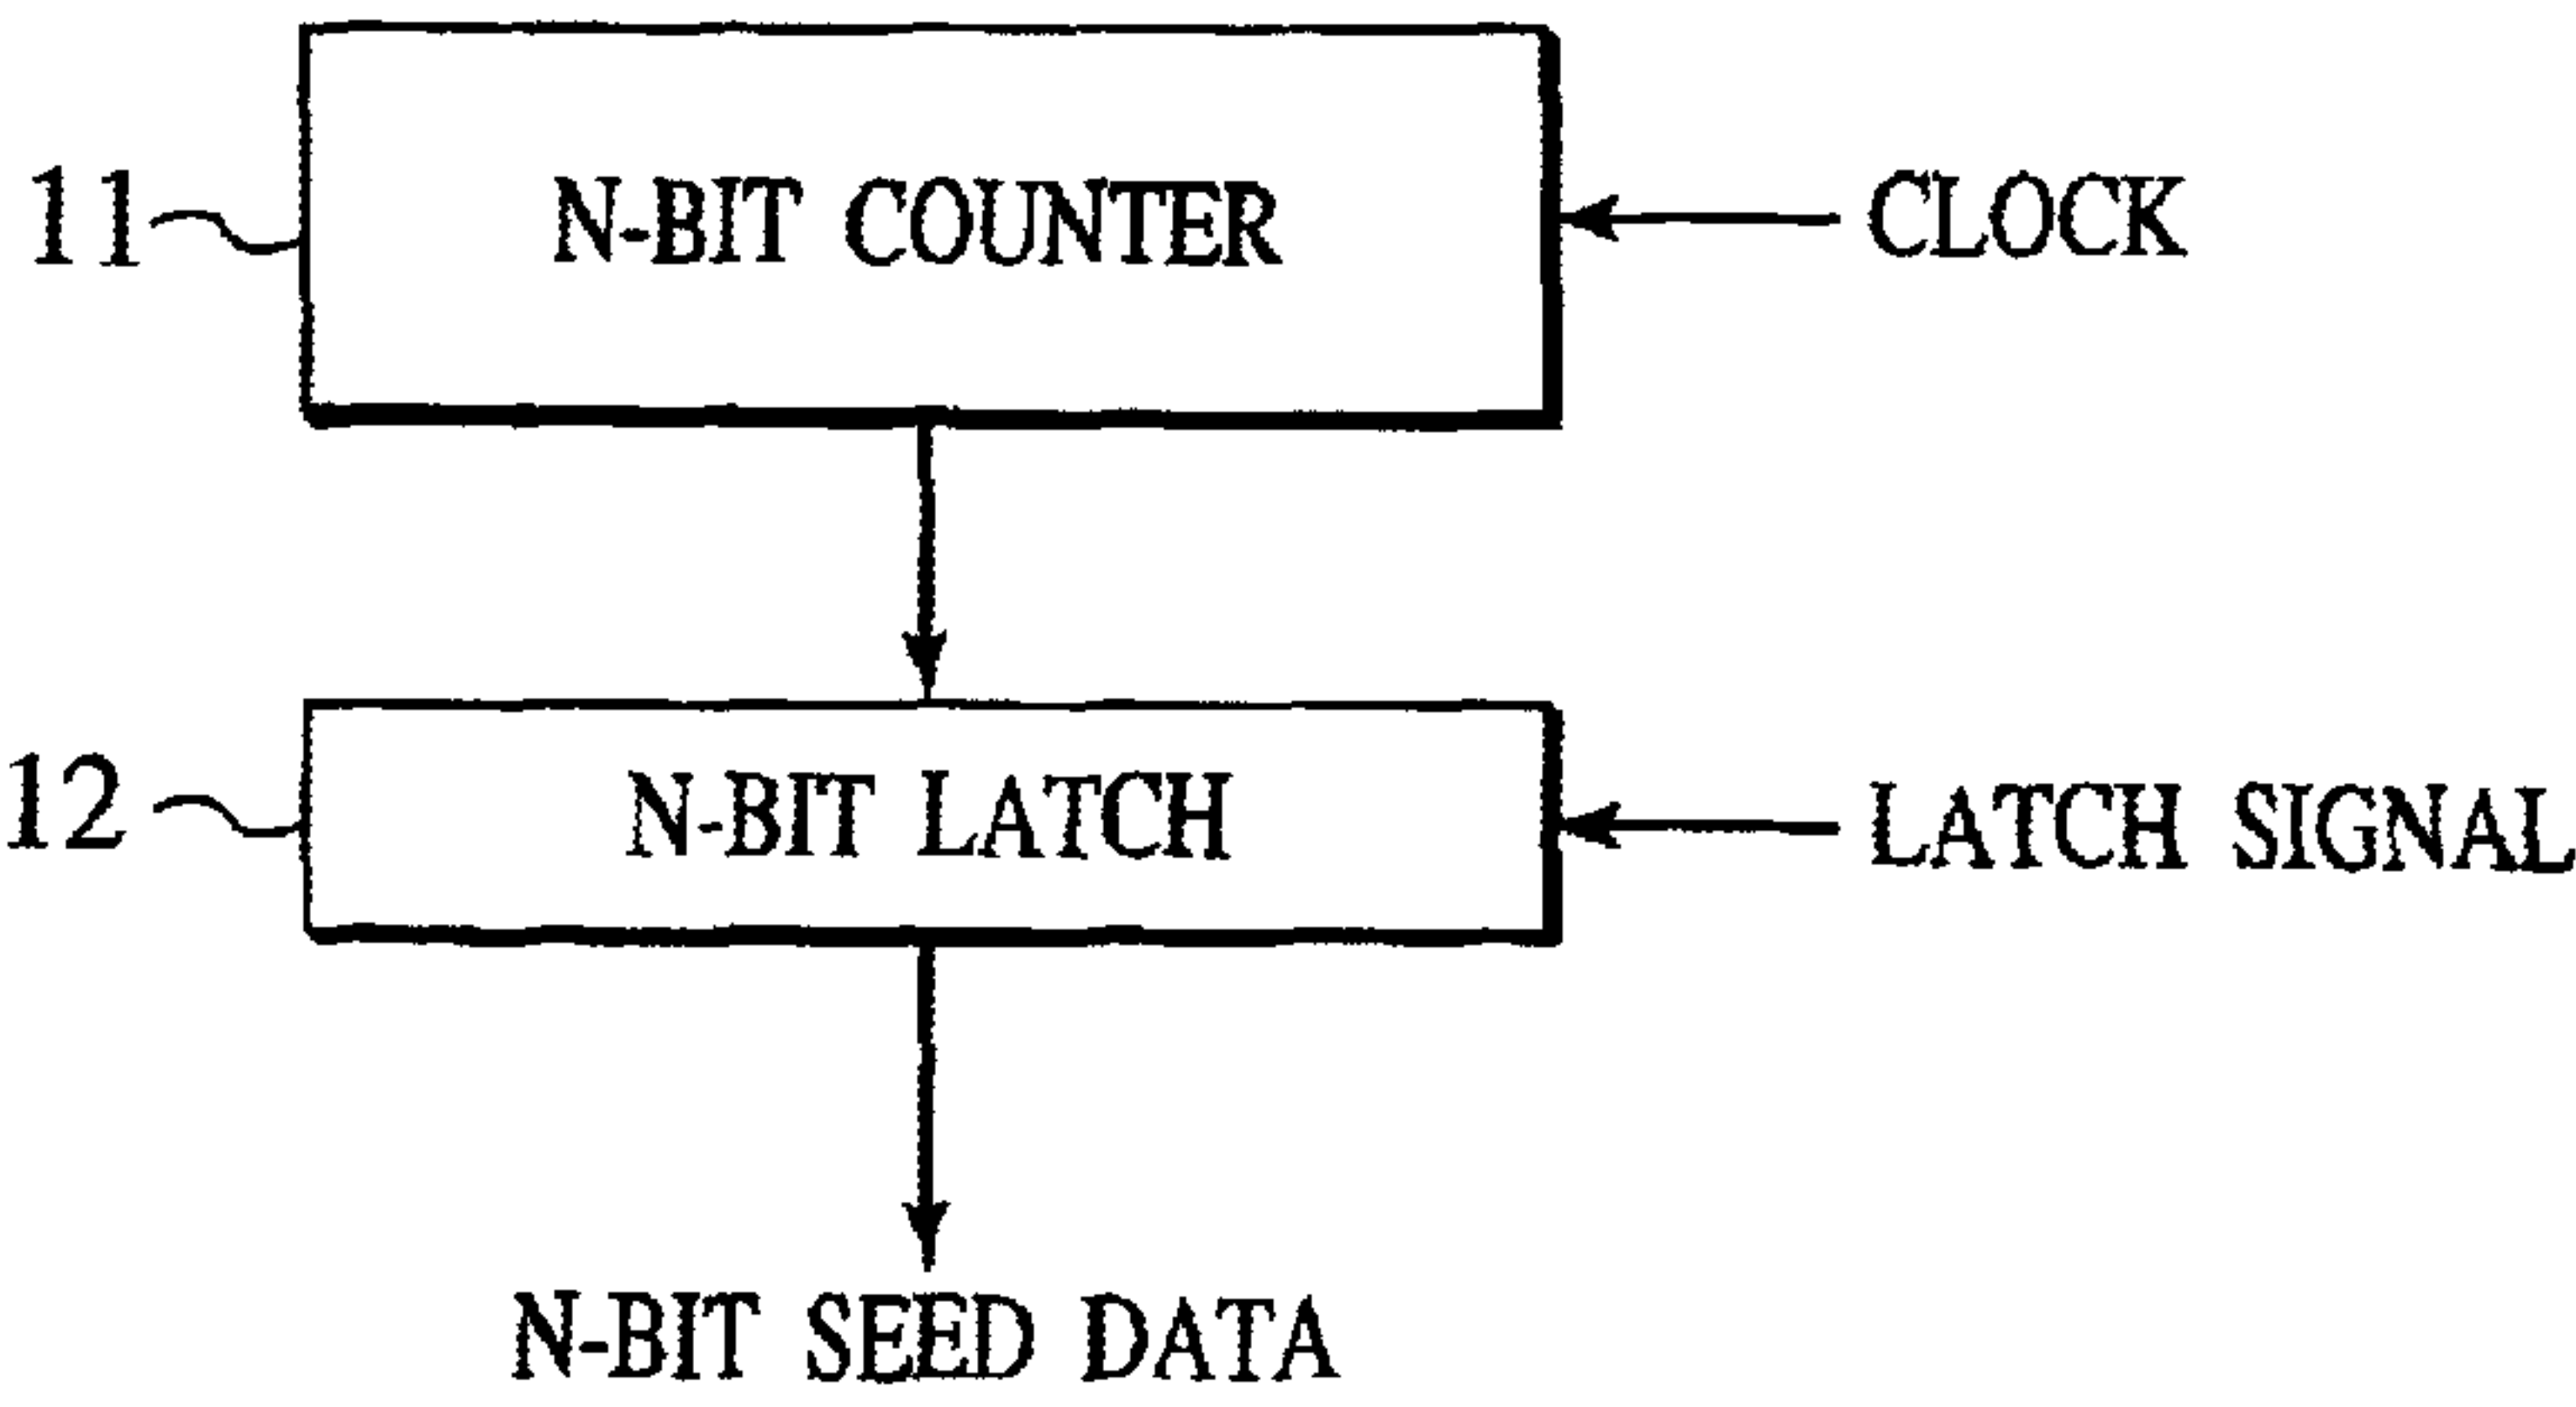 11
N-BIT COUNTER
CLOCK
12
N-BIT LATCH
LATCH SIGNAL
N-BIT SEED DATA